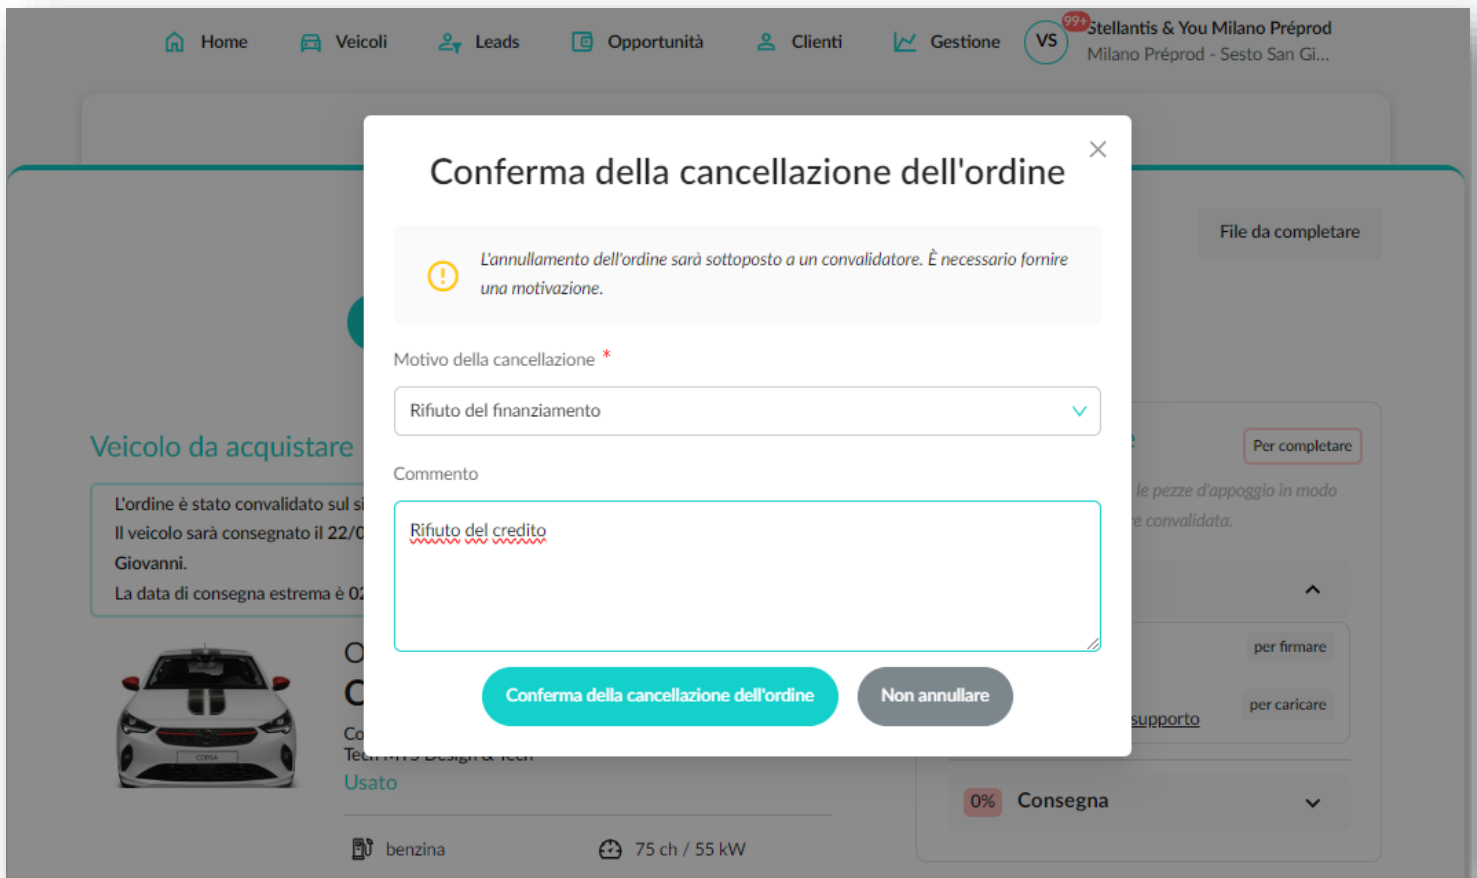 Home
Veicoli
Leads
Opportunità
Clienti
Gestione
VS
99+
Stellantis & You Milano Préprod
Milano Préprod - Sesto San Gi...
Conferma della cancellazione dell'ordine
File da completare
L'annullamento dell'ordine sarà sottoposto a un convalidatore. È necessario fornire
una motivazione.
Motivo della cancellazione *
Rifiuto del finanziamento
Commento
Rifiuto del credito
Conferma della cancellazione dell'ordine
Non annullare
Veicolo da acquistare
L'ordine è stato convalidato sul
Il veicolo sarà consegnato il 22/0
Giovanni.
La data di consegna estrema è 02
CORSA
Tech
Usato
benzina
75 ch / 55 kW
Per completare
le pezze d'appoggio in modo
convalidata.
per firmare
per caricare
supporto
0%
Consegna